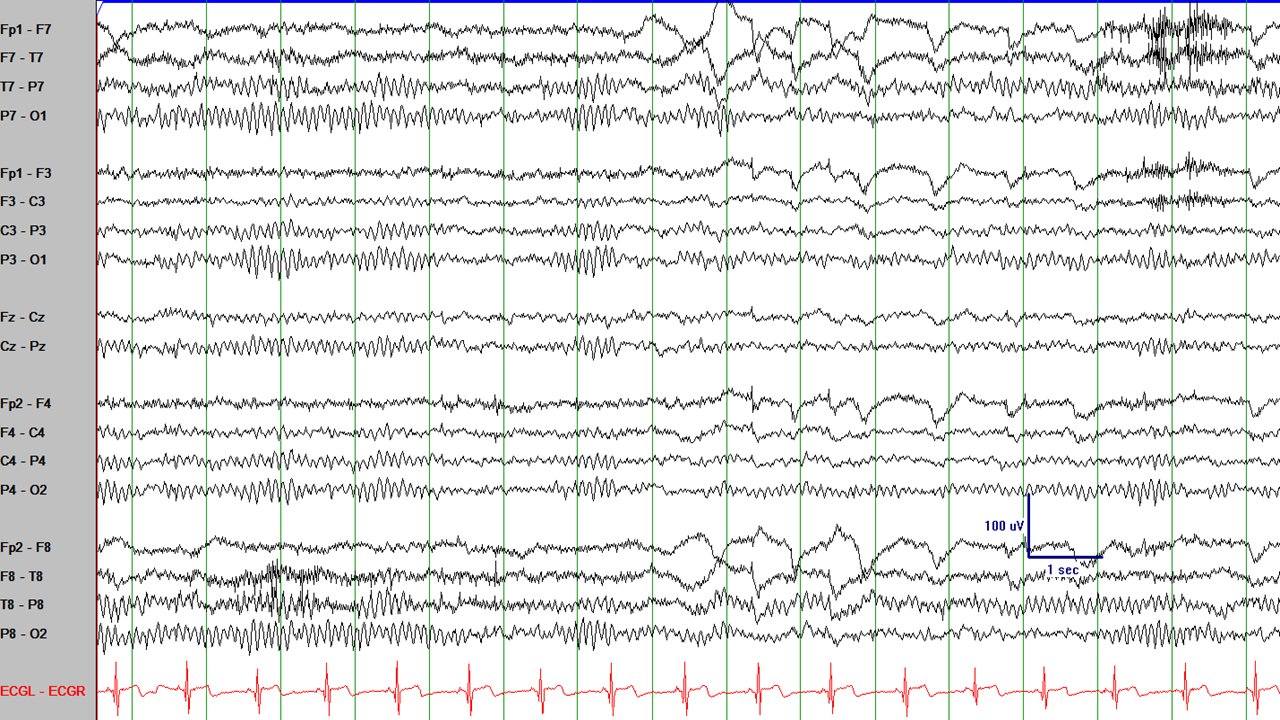 Fp1 - F7
F7 - T7
T7 - P7
P7 - O1
Fp1 - F3
F3 - C3
C3 - P3
P3 - O1
Fz - Cz
Cz - Pz
Fp2 - F4
F4 - C4
C4 - P4
P4 - O2
100 uV
Fp2 - F8
1 sec
F8 - T8
T8 - P8
P8 - O2
ECGL - ECGR